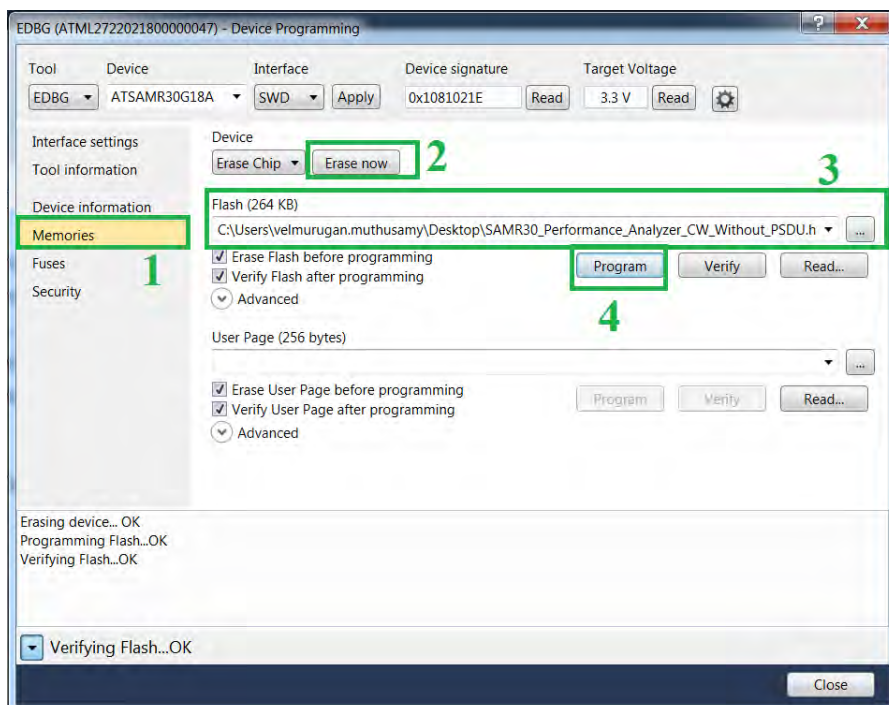 EDBG (ATML2722021800000047) - Device Programming
Tool Device Interface Device signature Target Voltage
EDBG ATSAMR30G18A SWD Apply 0x1081021E Read 3.3 V Read
Interface settings
Tool information
Device information
Memories
Fuses
Security
1
Device
Erase Chip Erase now 2
3
Flash (264 KB)
C:\Users\velmurugan.muthusamy\Desktop\SAMR30_Performance_Analyzer_CW_Without_PSDU.h ...
Erase Flash before programming
Verify Flash after programming
Program Verify Read...
Advanced
4
User Page (256 bytes)
...
Erase User Page before programming
Verify User Page after programming
Program Verify Read...
Advanced
Erasing device... OK
Programming Flash...OK
Verifying Flash...OK
Verifying Flash...OK
Close